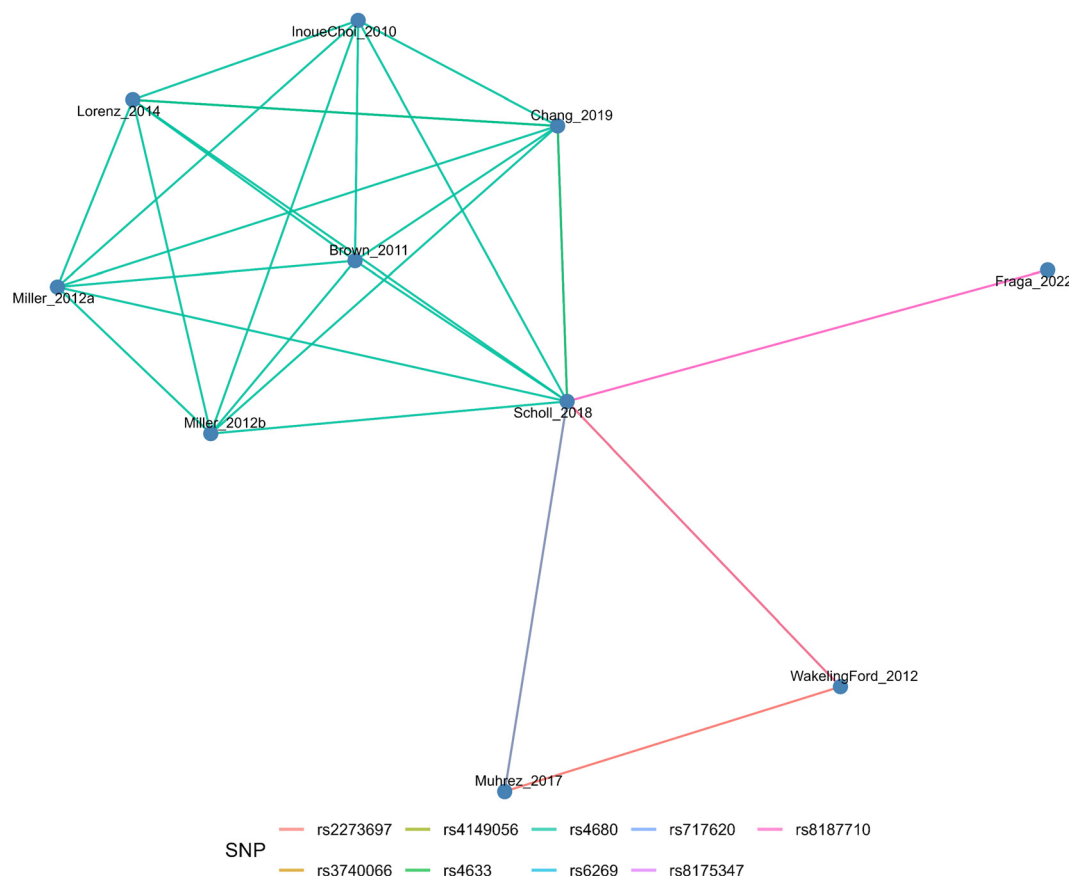 InoueChoi_2010
Lorenz_2014
Chang_2019
Brown_2011
Miller_2012a
Fraga_2022
Scholl_2018
Miller_2012b
WakelingFord_2012
Muhrez_2017
SNP
rs2273697 rs4149056 rs4680 rs717620 rs8187710
rs3740066 rs4633 rs6269 rs8175347